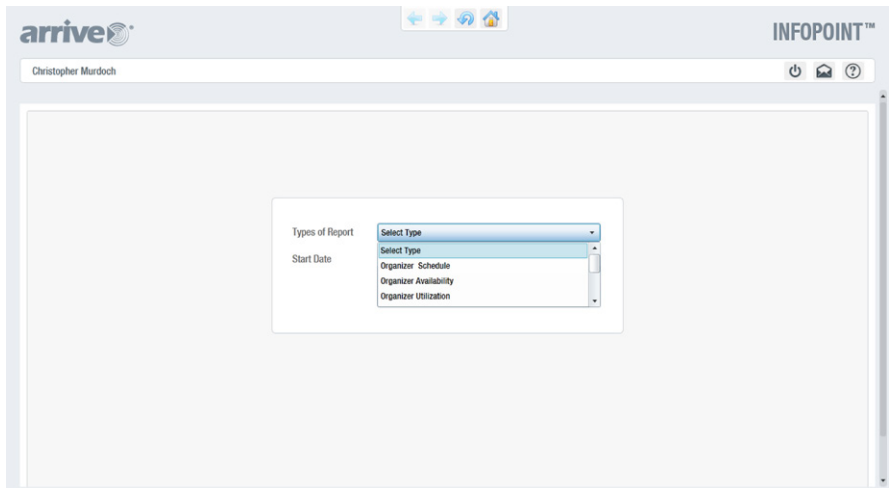 arrive
INFOPOINT™
Christopher Murdoch
Types of Report
Select Type
Select Type
Start Date
Organizer Schedule
Organizer Availability
Organizer Utilization